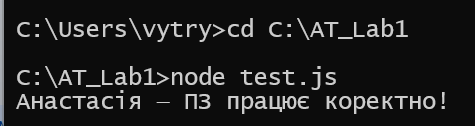 C:\Users\vytry>cd C:\AT_Lab1
C:\AT_Lab1>node test.js
Анастасія — ПЗ працює коректно!